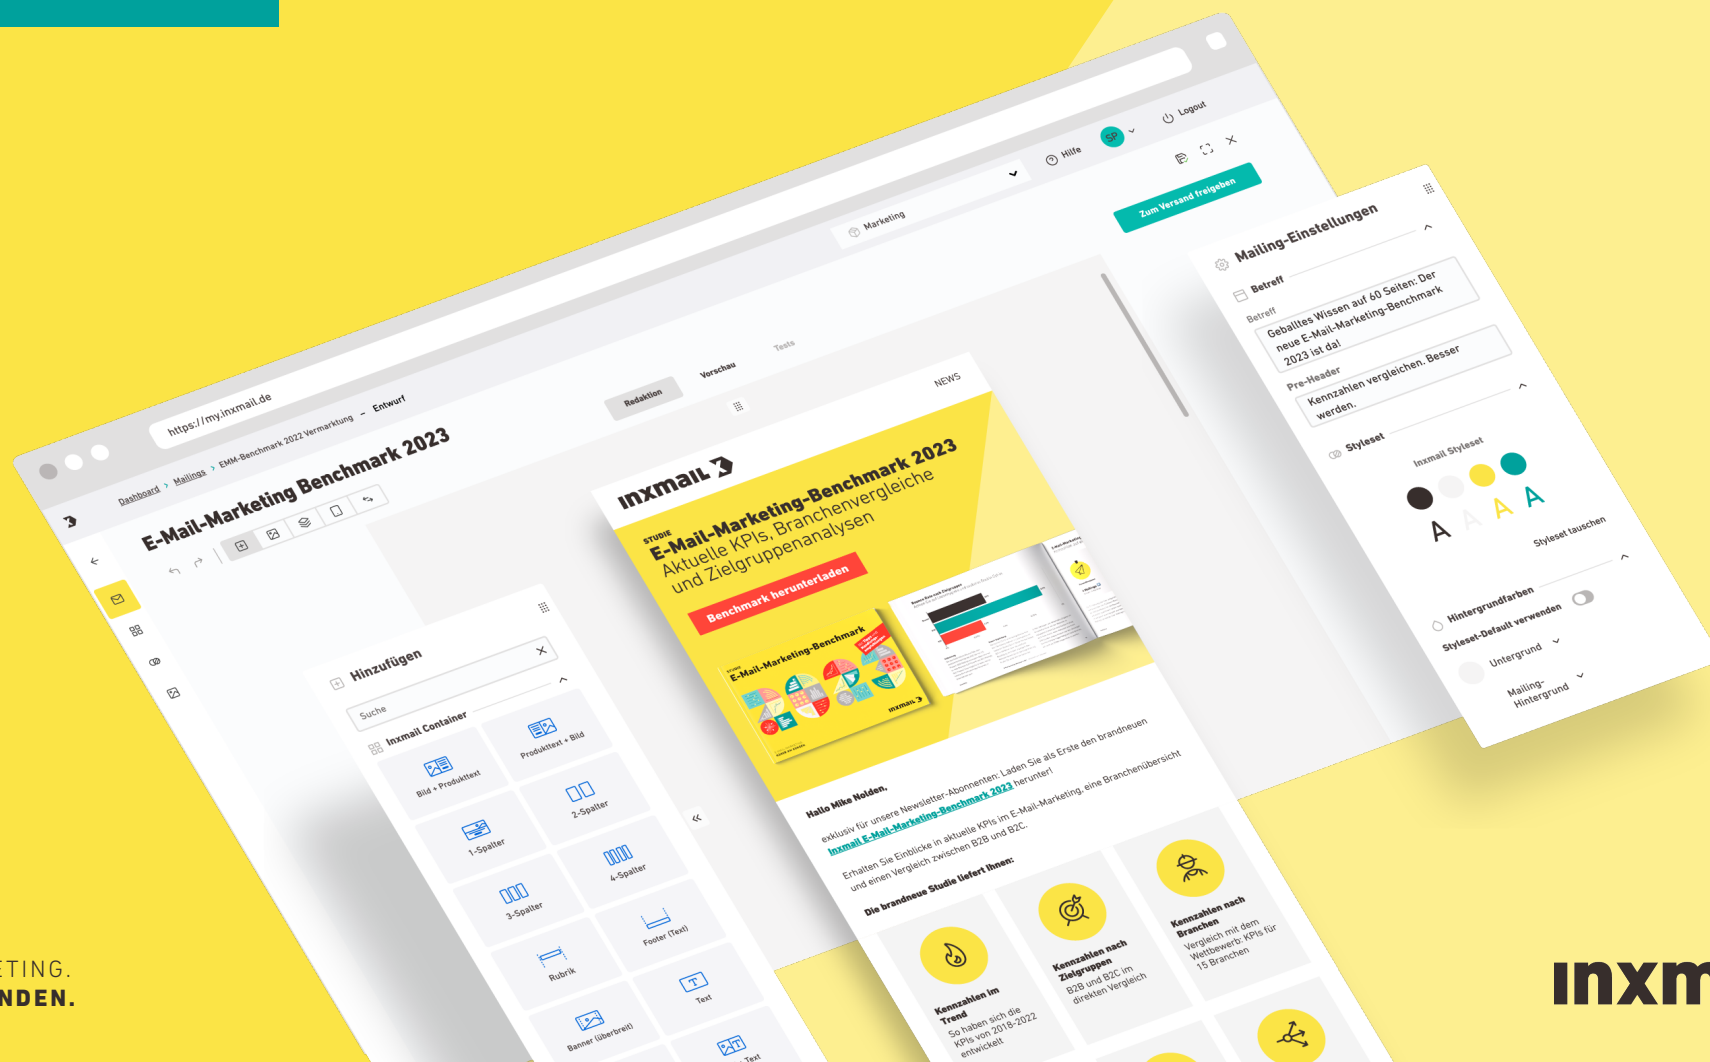 https://my.inxmail.de
Marketing
Hilfe
SP
Logout
Dashboard > Mailings > EMM-Benchmark 2022 Vermarktung – Entwurf
E-Mail-Marketing Benchmark 2023
Redaktion
Vorschau
Tests
Zum Versand freigeben
Hinzufügen
Suche
Inxmail Container
Bild + Produkttext
Produkttext + Bild
1-Spalter
2-Spalter
3-Spalter
4-Spalter
Rubrik
Footer (Text)
Banner (überbreit)
Text
Text
inxmail
NEWS
STUDIE
E-Mail-Marketing-Benchmark 2023
Aktuelle KPIs, Branchenvergleiche
und Zielgruppenanalysen
Benchmark herunterladen
STUDIE
E-Mail-Marketing-Benchmark
inxmail
Hallo Mike Nolden,
exklusiv für unsere Newsletter-Abonnenten: Laden Sie als Erste den brandneuen
Inxmail E-Mail-Marketing-Benchmark 2023 herunter!
Erhalten Sie Einblicke in aktuelle KPIs im E-Mail-Marketing, eine Branchenübersicht
und einen Vergleich zwischen B2B und B2C.
Die brandneue Studie liefert Ihnen:
Kennzahlen im
Trend
So haben sich die
KPIs von 2018-2022
entwickelt
Kennzahlen nach
Zielgruppen
B2B und B2C im
direkten Vergleich
Kennzahlen nach
Branchen
Vergleich mit dem
Wettbewerb: KPIs für
15 Branchen
Mailing-Einstellungen
Betreff
Betreff
Geballtes Wissen auf 60 Seiten: Der
neue E-Mail-Marketing-Benchmark
2023 ist da!
Pre-Header
Kennzahlen vergleichen. Besser
werden.
Styleset
Inxmail Styleset
A A A A
Styleset tauschen
Hintergrundfarben
Styleset-Default verwenden
Untergrund
Mailing-
Hintergrund
ETING.
NDEN.
inxm